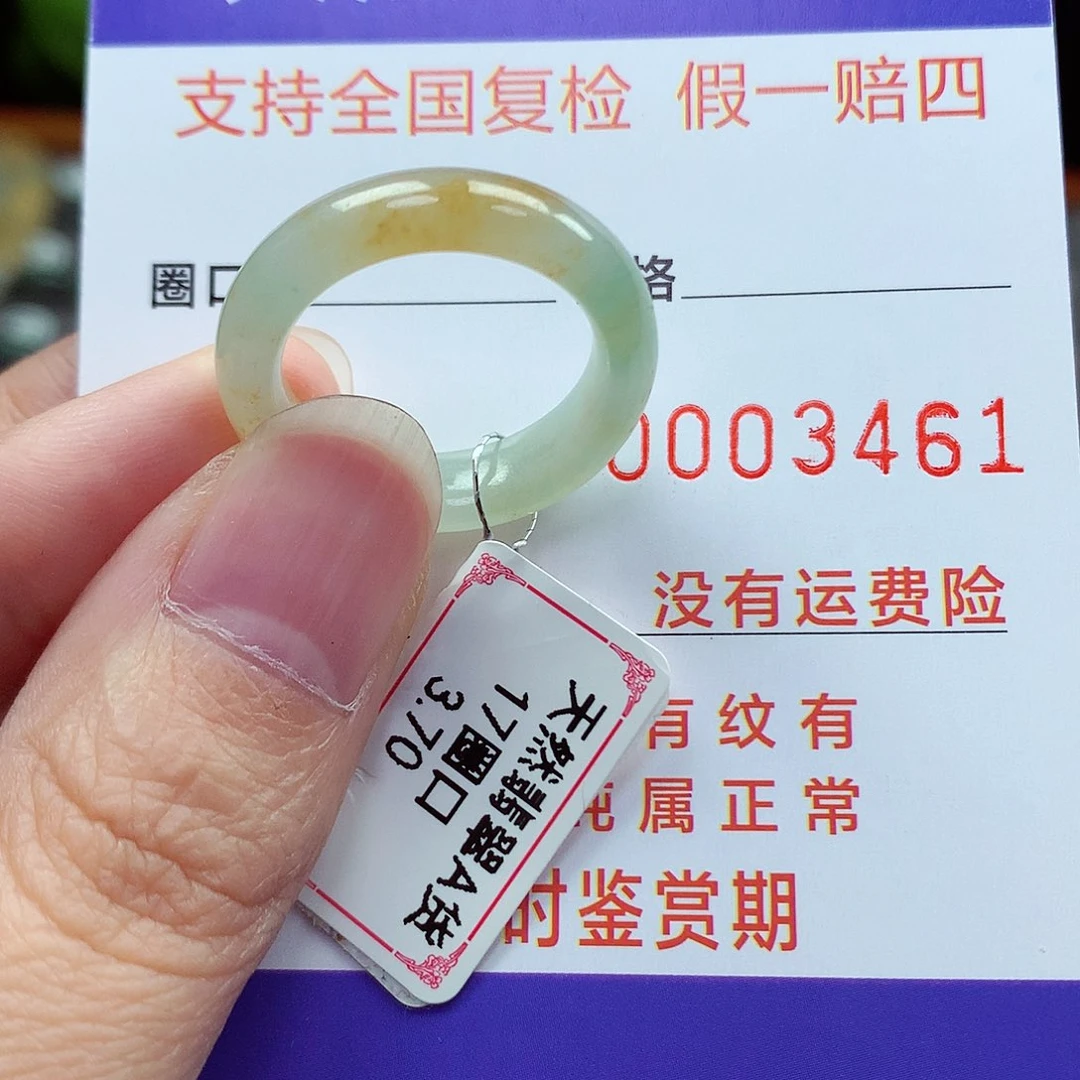 支持全国复检 假一赔四
圈口
格
0003461
没有运费险
有纹有
纯属正常
时鉴赏期
天然翡翠A货
17圈口
3.70